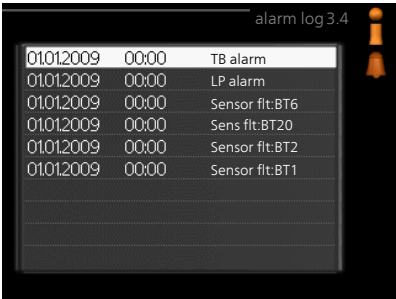 alarm log 3.4
01.01.2009 00:00 TB alarm
01.01.2009 00:00 LP alarm
01.01.2009 00:00 Sensor flt:BT6
01.01.2009 00:00 Sens flt:BT20
01.01.2009 00:00 Sensor flt:BT2
01.01.2009 00:00 Sensor flt:BT1